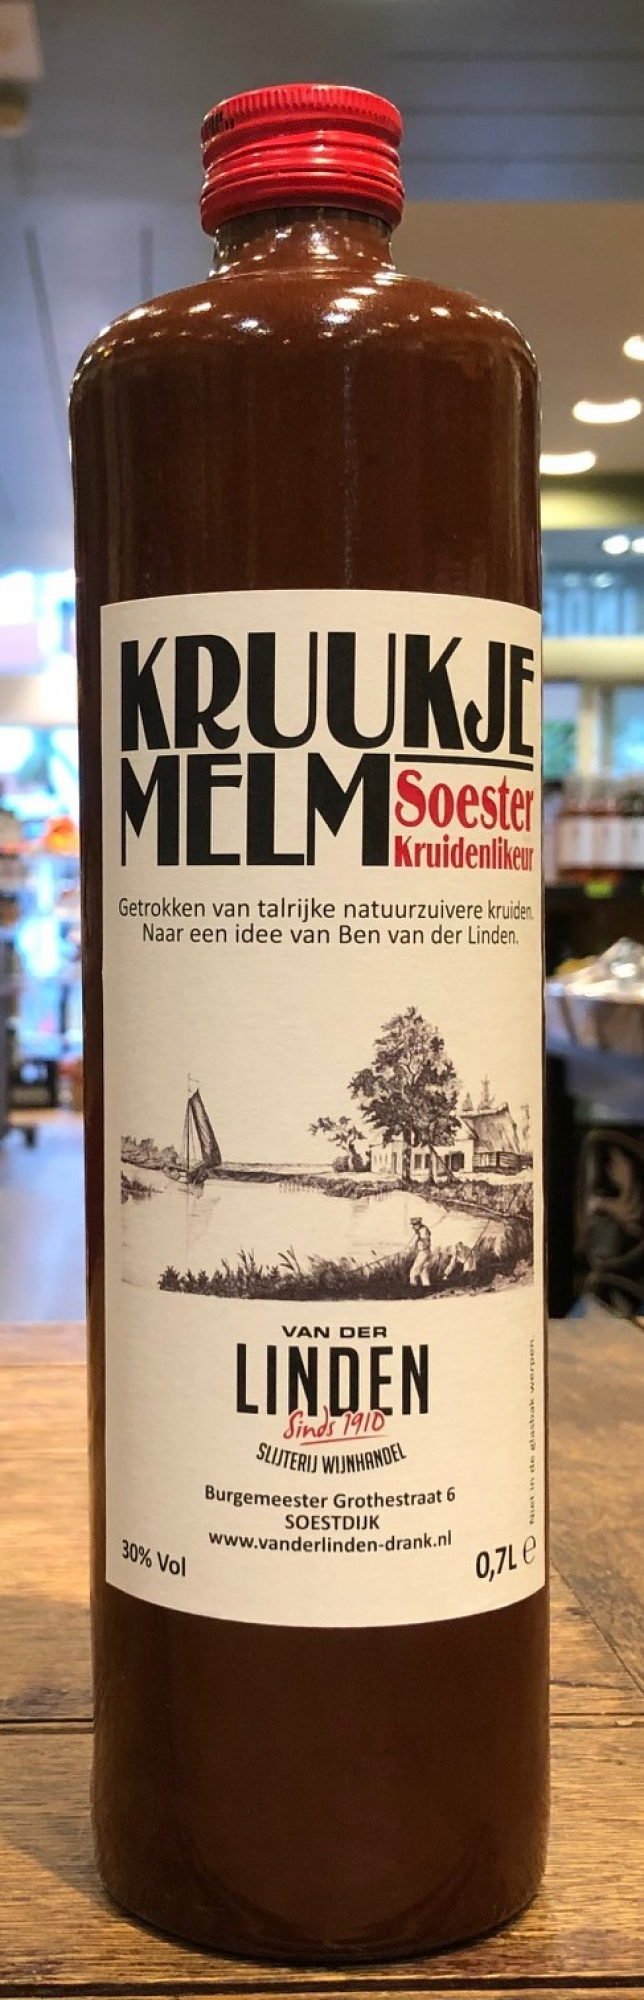 KRUUKJE
MELM
Soester
Kruidenlikeur
Getrokken van talrijke natuurzuivere kruiden.
Naar een idee van Ben van der Linden.
VAN DER
LINDEN
Sinds 1910
SLIJTERIJ WIJNHANDEL
Burgemeester Grothestraat 6
SOESTDIJK
www.vanderlinden-drank.nl
30% Vol
0,7L ℮
Niet in de glasbak werpen.